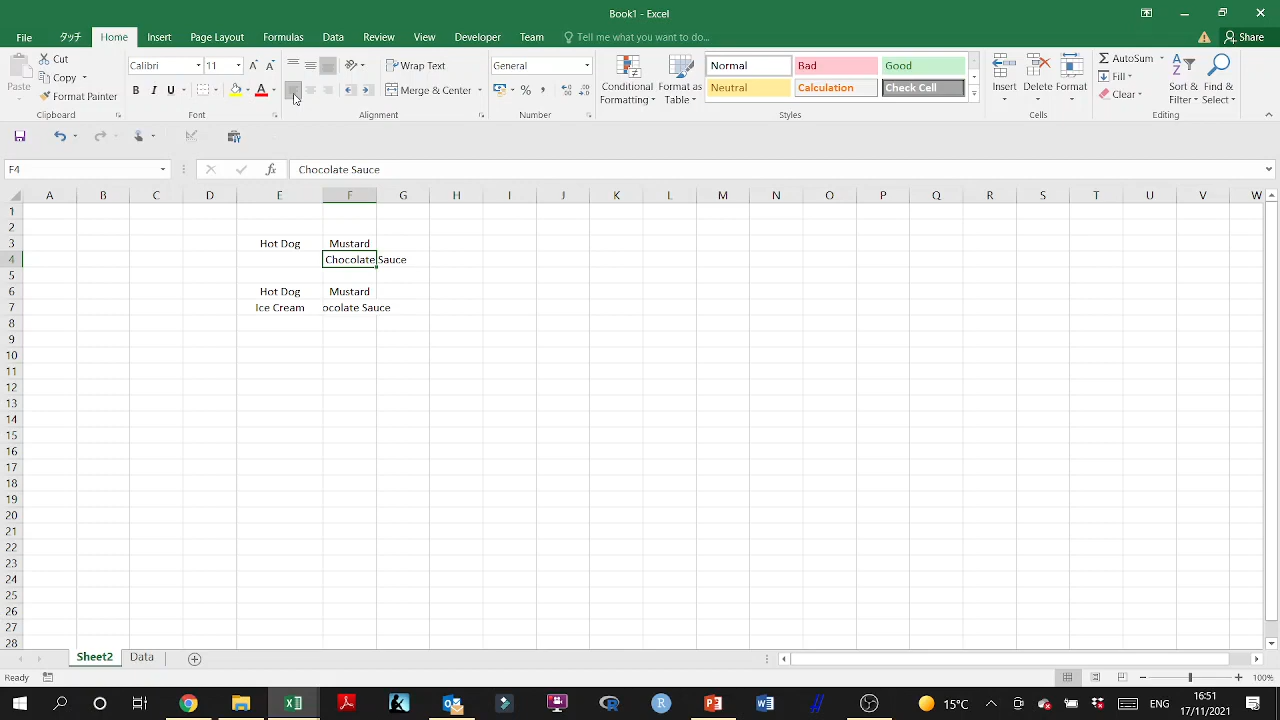 Book1 - Excel
File タッチ Home Insert Page Layout Formulas Data Review View Developer Team Tell me what you want to do... Share
Paste
Cut
Copy
Format Painter
Clipboard
Calibri 11
B I U
Font
Wrap Text
Merge & Center
Alignment
General
Number
Conditional Formatting
Format as Table
Normal Bad Good
Neutral Calculation Check Cell
Styles
Insert Delete Format
Cells
AutoSum
Fill
Clear
Sort & Filter
Find & Select
Editing
F4 fx Chocolate Sauce
A B C D E F G H I J K L M N O P Q R S T U V W
1
2
3 Hot Dog Mustard
4 Chocolate Sauce
5
6 Hot Dog Mustard
7 Ice Cream ocolate Sauce
8
9
10
11
12
13
14
15
16
17
18
19
20
21
22
23
24
25
26
27
28
Sheet2 Data
Ready 100%
15°C ENG 16:51
17/11/2021